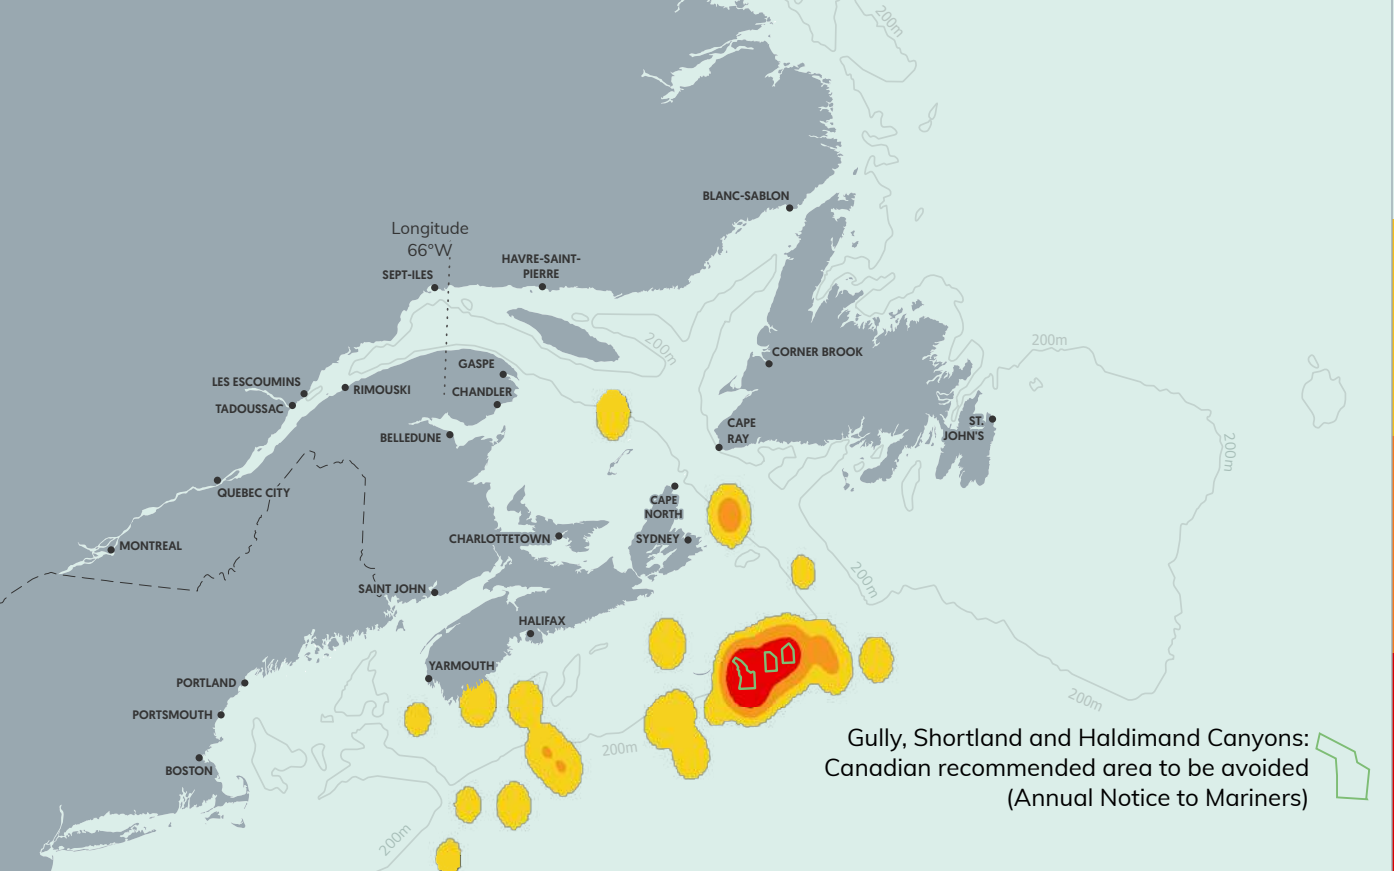 200m
BLANC-SABLON
Longitude
66°W
HAVRE-SAINT-
PIERRE
SEPT-ILES
200m
200m
CORNER BROOK
GASPE
LES ESCOUMINS
RIMOUSKI
CHANDLER
TADOUSSAC
CAPE
RAY
ST.
JOHN'S
BELLEDUNE
200m
QUEBEC CITY
CAPE
NORTH
CHARLOTTETOWN
SYDNEY
MONTREAL
200m
SAINT JOHN
HALIFAX
YARMOUTH
PORTLAND
200m
PORTSMOUTH
200m
BOSTON
200m
Gully, Shortland and Haldimand Canyons:
Canadian recommended area to be avoided
(Annual Notice to Mariners)